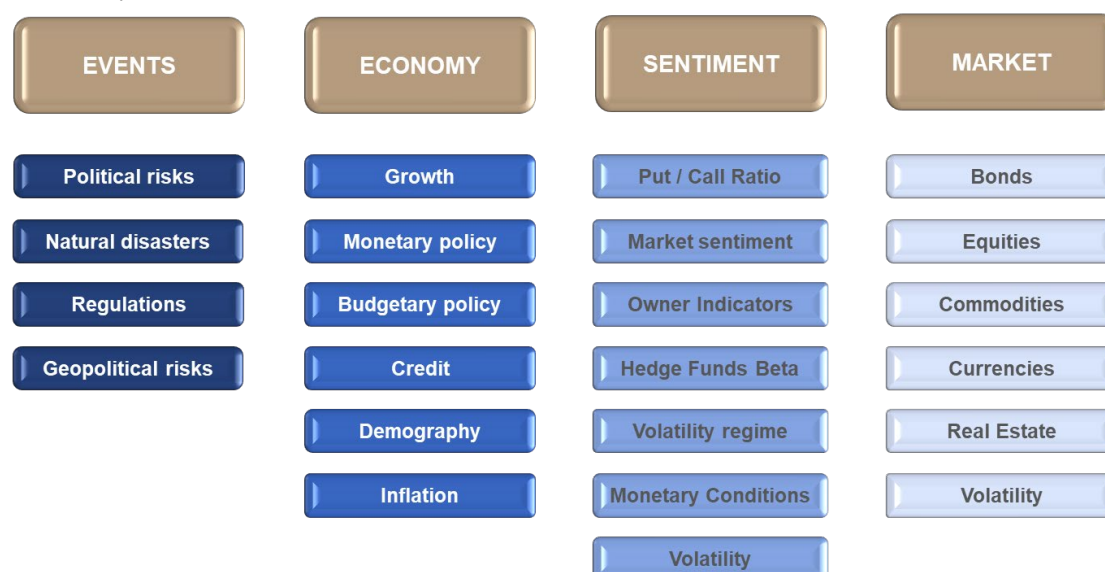 EVENTS
ECONOMY
SENTIMENT
MARKET
Political risks
Growth
Put / Call Ratio
Bonds
Natural disasters
Monetary policy
Market sentiment
Equities
Regulations
Budgetary policy
Owner Indicators
Commodities
Geopolitical risks
Credit
Hedge Funds Beta
Currencies
Demography
Volatility regime
Real Estate
Inflation
Monetary Conditions
Volatility
Volatility